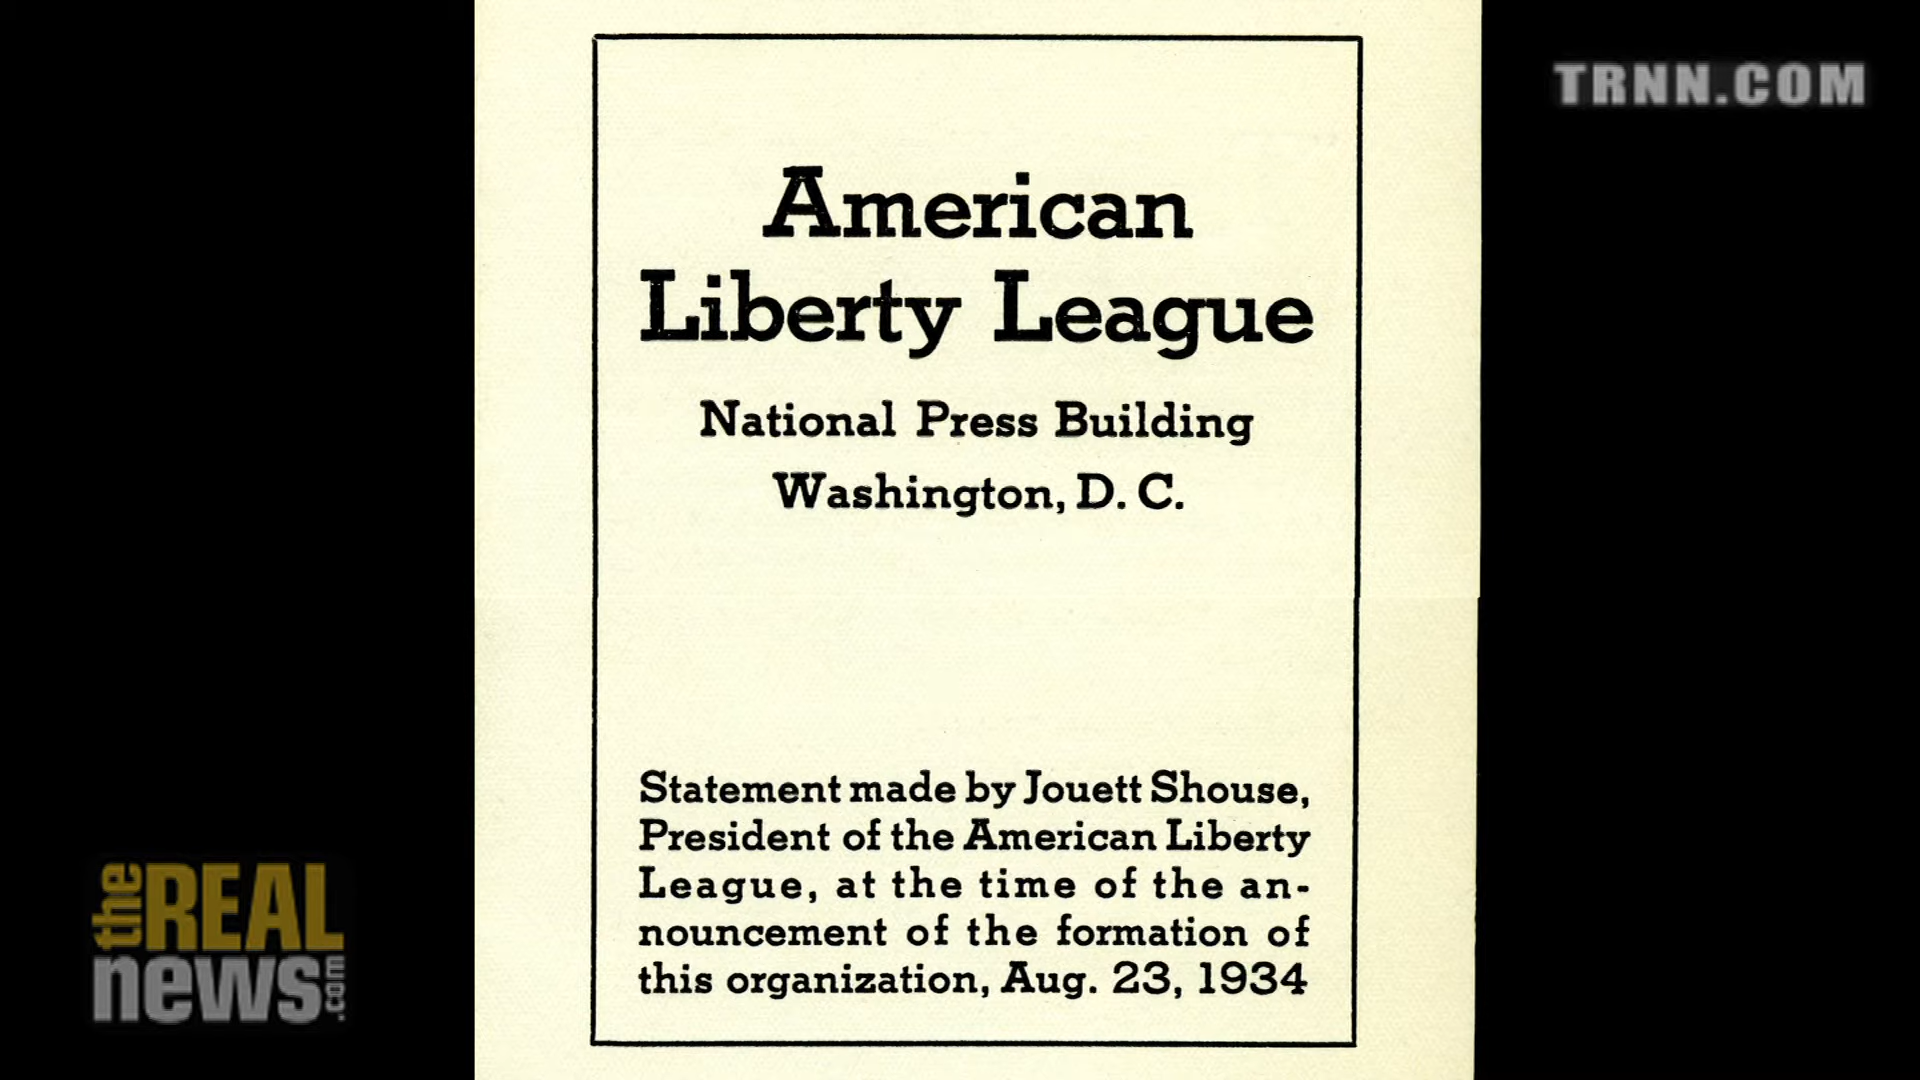 TRNN.COM
American
Liberty League
National Press Building
Washington, D. C.
Statement made by Jouett Shouse,
President of the American Liberty
League, at the time of the an-
nouncement of the formation of
this organization, Aug. 23, 1934
the REAL
news.com